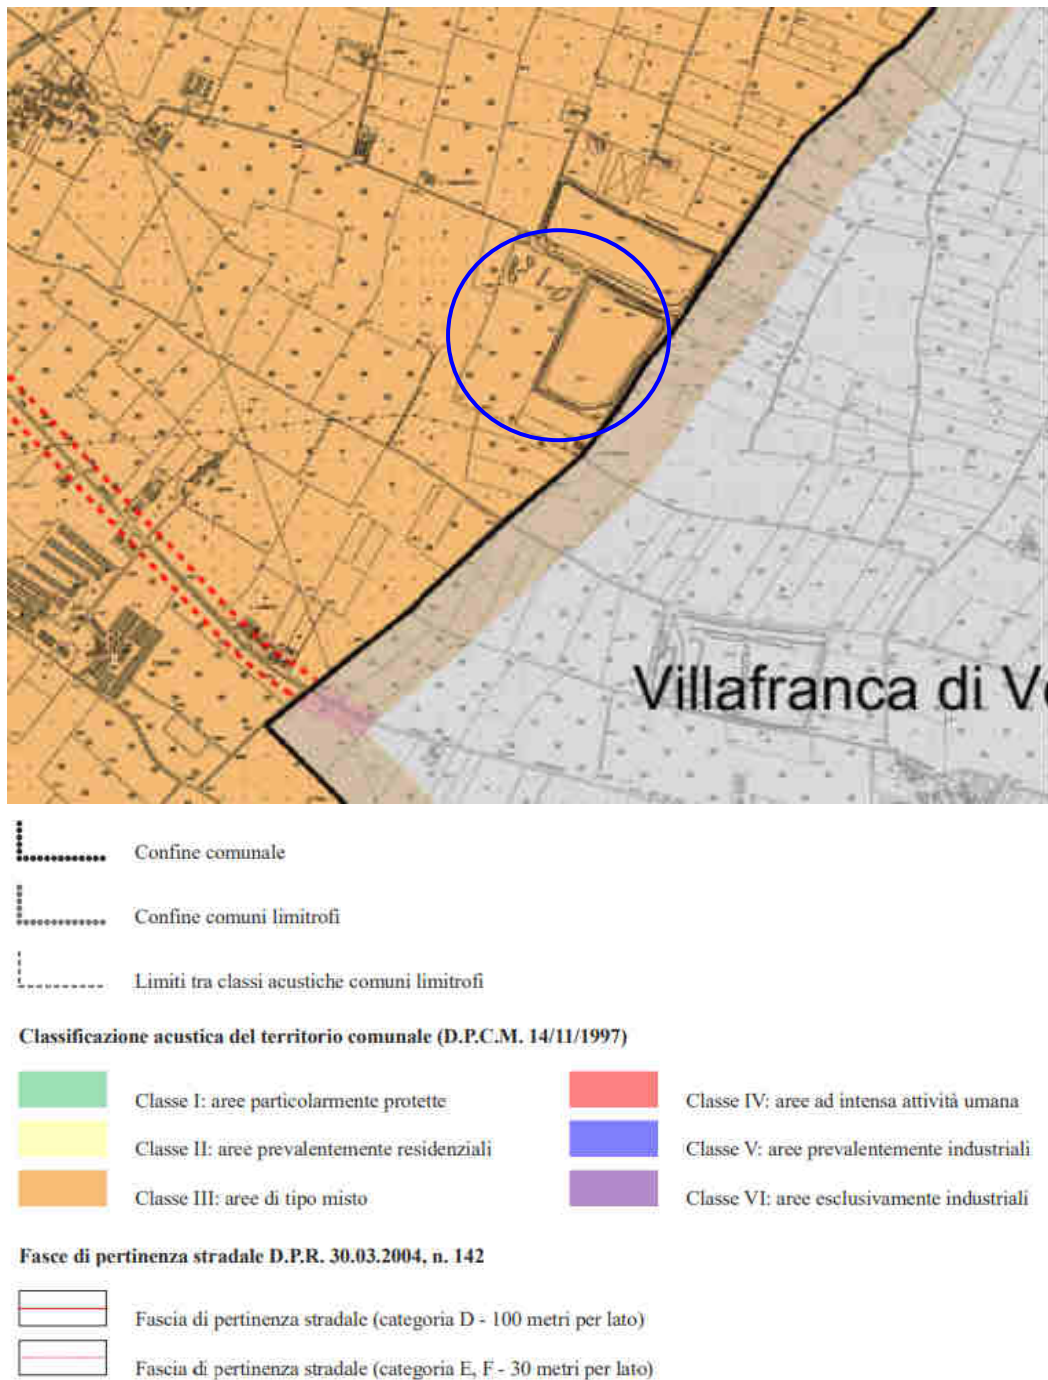 Villafranca di Ve
Confine comunale
Confine comuni limitrofi
Limiti tra classi acustiche comuni limitrofi
Classificazione acustica del territorio comunale (D.P.C.M. 14/11/1997)
Classe I: aree particolarmente protette
Classe IV: aree ad intensa attività umana
Classe II: aree prevalentemente residenziali
Classe V: aree prevalentemente industriali
Classe III: aree di tipo misto
Classe VI: aree esclusivamente industriali
Fasce di pertinenza stradale D.P.R. 30.03.2004, n. 142
Fascia di pertinenza stradale (categoria D - 100 metri per lato)
Fascia di pertinenza stradale (categoria E, F - 30 metri per lato)